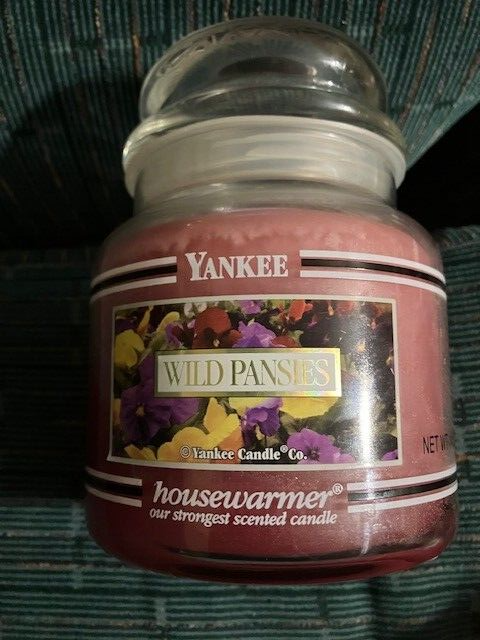 YANKEE
WILD PANSIES
© Yankee Candle® Co.
NET
housewarmer®
our strongest scented candle